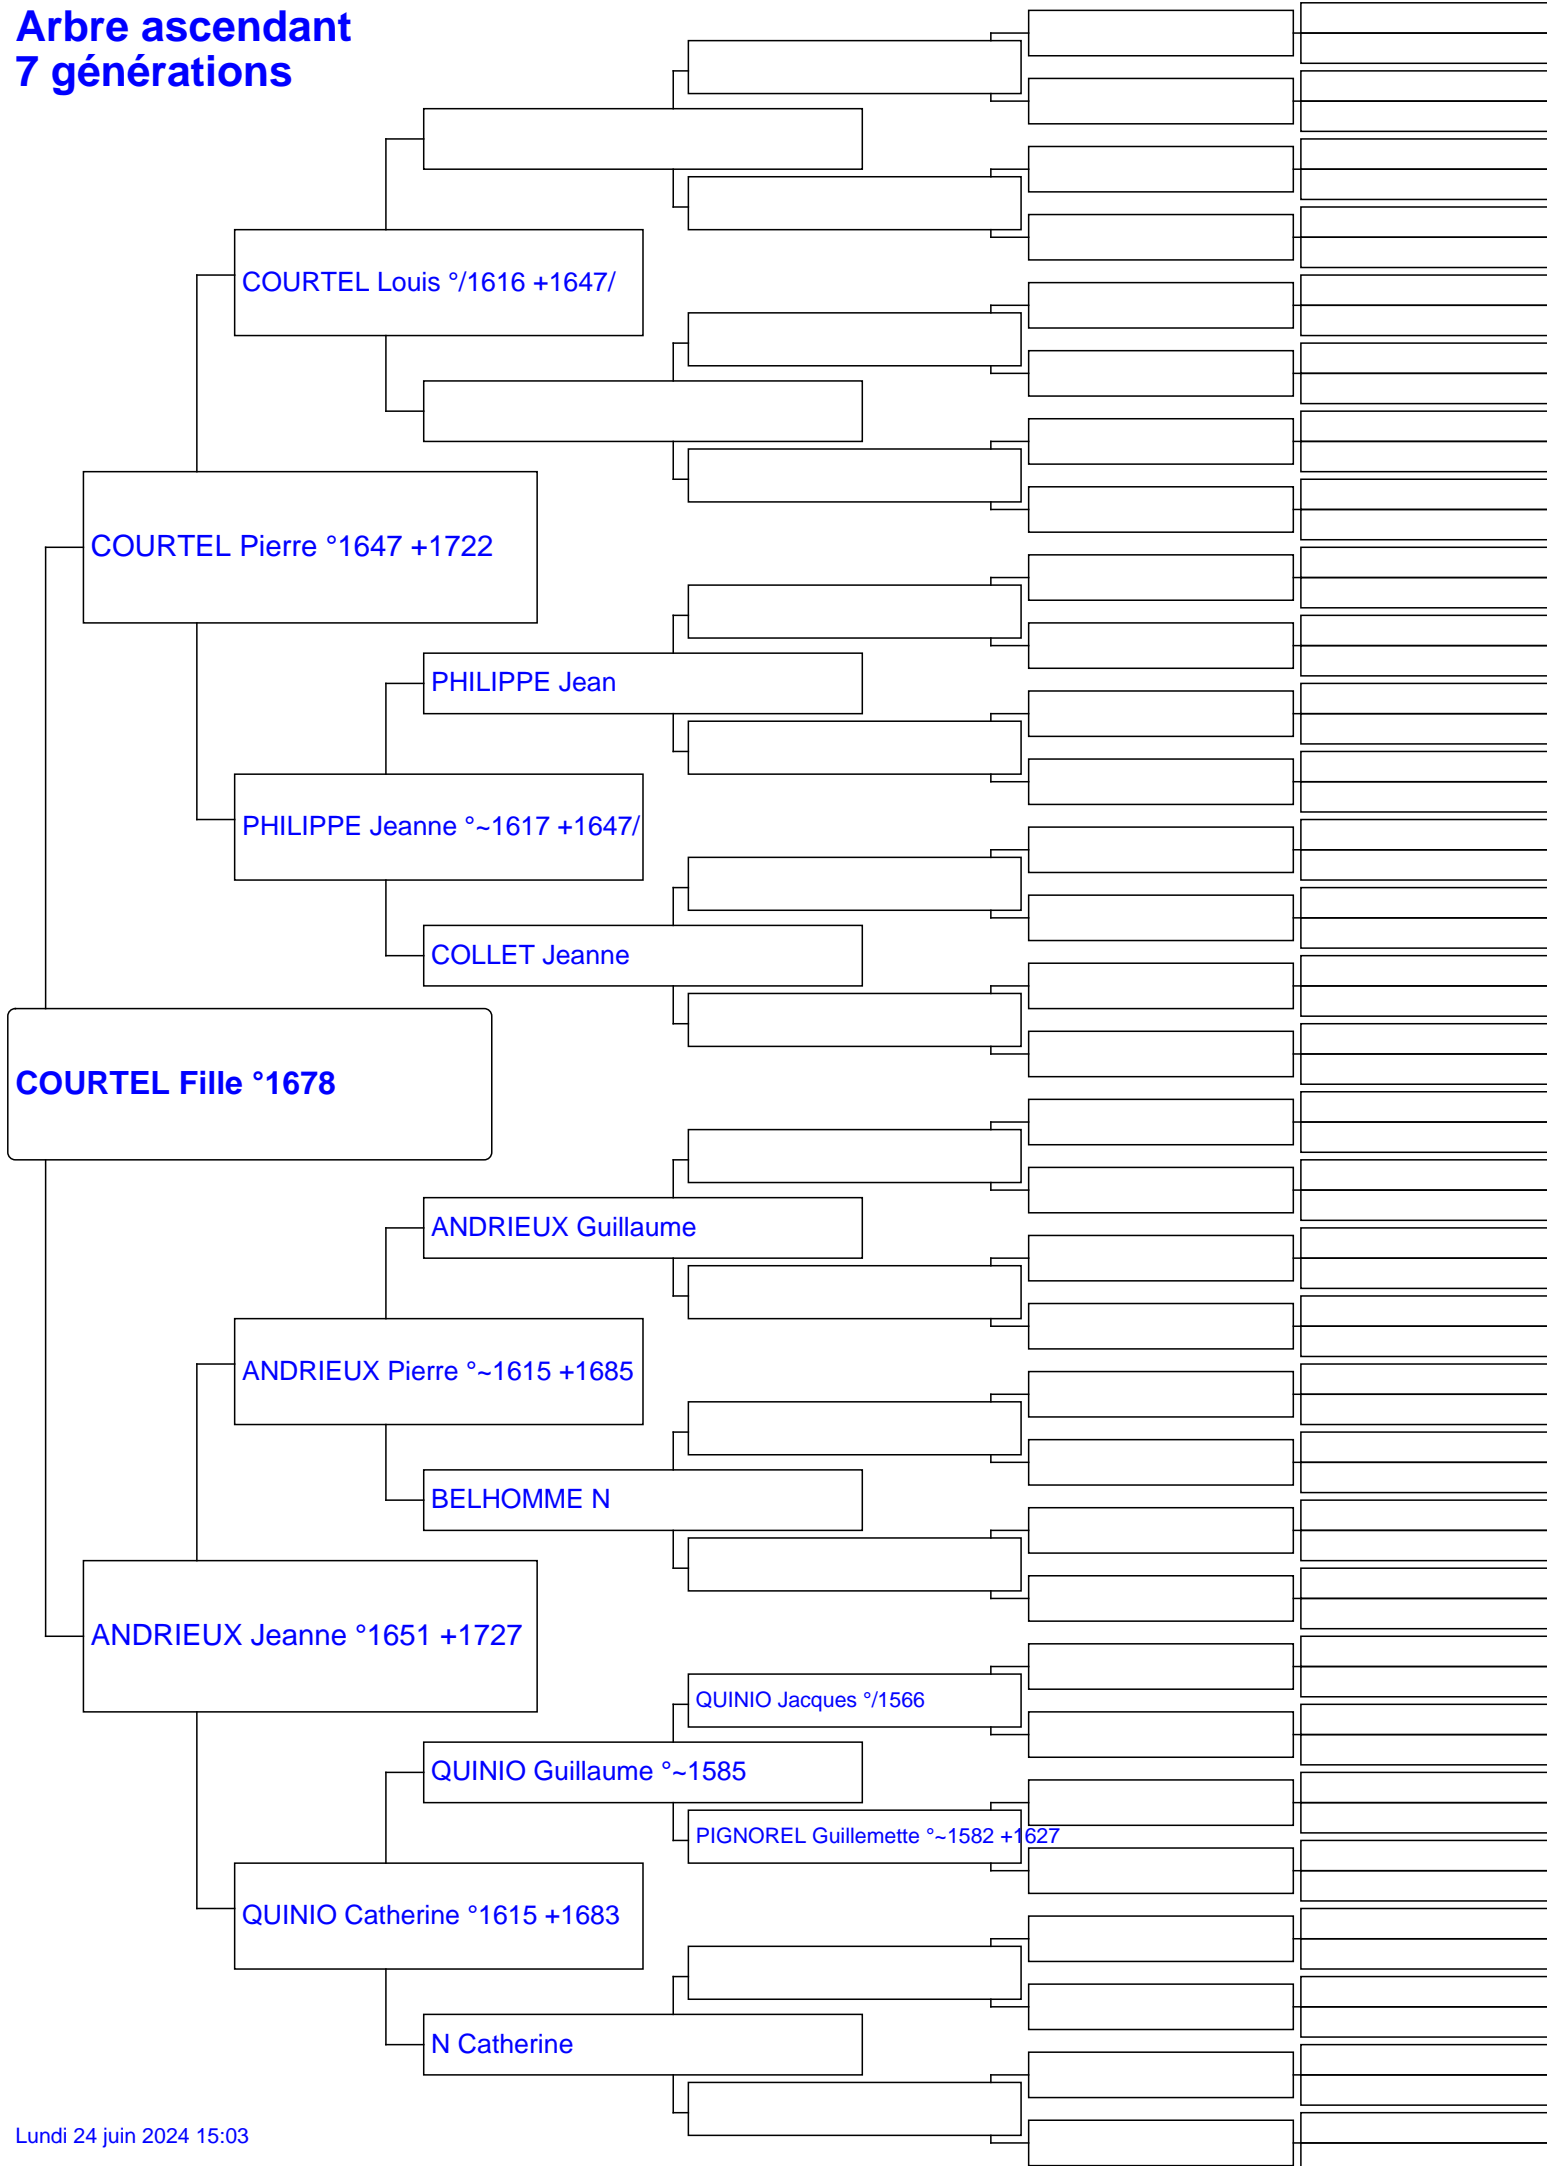 Arbre ascendant
7 générations
COURTEL Louis °/1616 +1647/
COURTEL Pierre °1647 +1722
PHILIPPE Jean
PHILIPPE Jeanne °~1617 +1647/
COLLET Jeanne
COURTEL Fille °1678
ANDRIEUX Guillaume
ANDRIEUX Pierre °~1615 +1685
BELHOMME N
ANDRIEUX Jeanne °1651 +1727
QUINIO Jacques °/1566
QUINIO Guillaume °~1585
PIGNOREL Guillemette °~1582 +1627
QUINIO Catherine °1615 +1683
N Catherine
Lundi 24 juin 2024 15:03